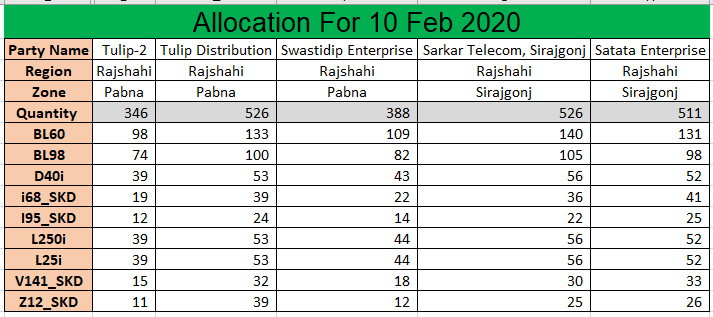 Allocation For 10 Feb 2020
Party Name Tulip-2 Tulip Distribution Swastidip Enterprise Sarkar Telecom, Sirajgonj Satata Enterprise
Region Rajshahi Rajshahi Rajshahi Rajshahi Rajshahi
Zone Pabna Pabna Pabna Sirajgonj Sirajgonj
Quantity 346 526 388 526 511
BL60 98 133 109 140 131
BL98 74 100 82 105 98
D40i 39 53 43 56 52
i68_SKD 19 39 22 36 41
I95_SKD 12 24 14 22 25
L250i 39 53 44 56 52
L25i 39 53 44 56 52
V141_SKD 15 32 18 30 33
Z12_SKD 11 39 12 25 26